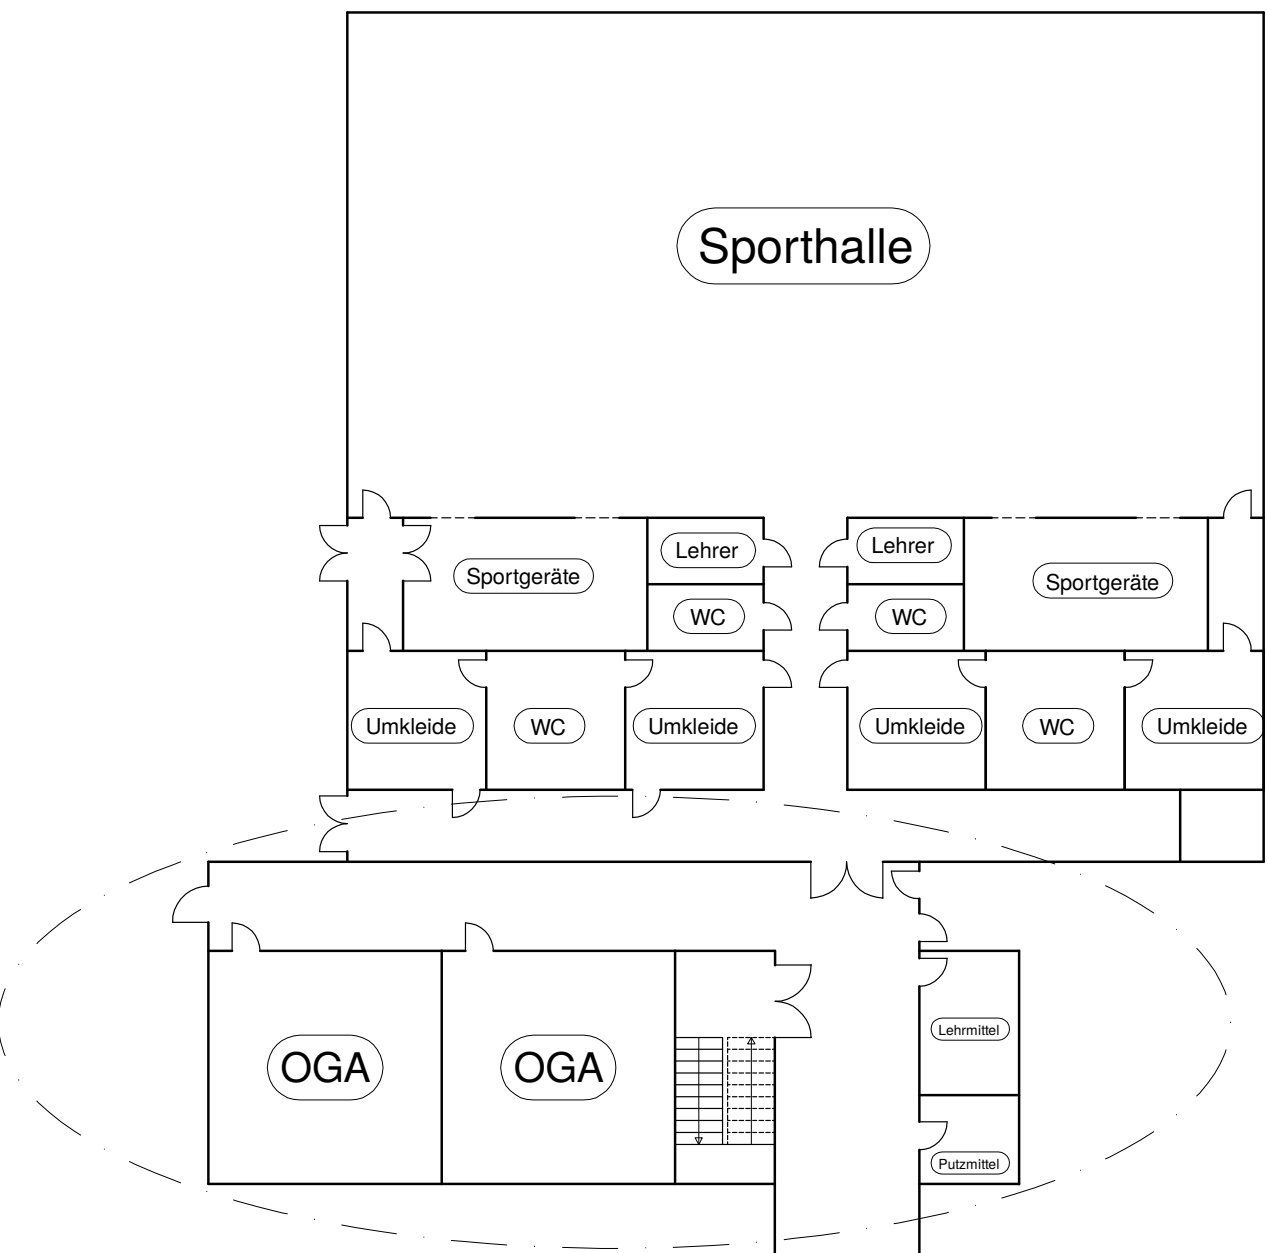 Sporthalle
Lehrer
Lehrer
Sportgeräte
Sportgeräte
WC
WC
Umkleide
WC
Umkleide
Umkleide
WC
Umkleide
OGA
OGA
Lehrmittel
Putzmittel